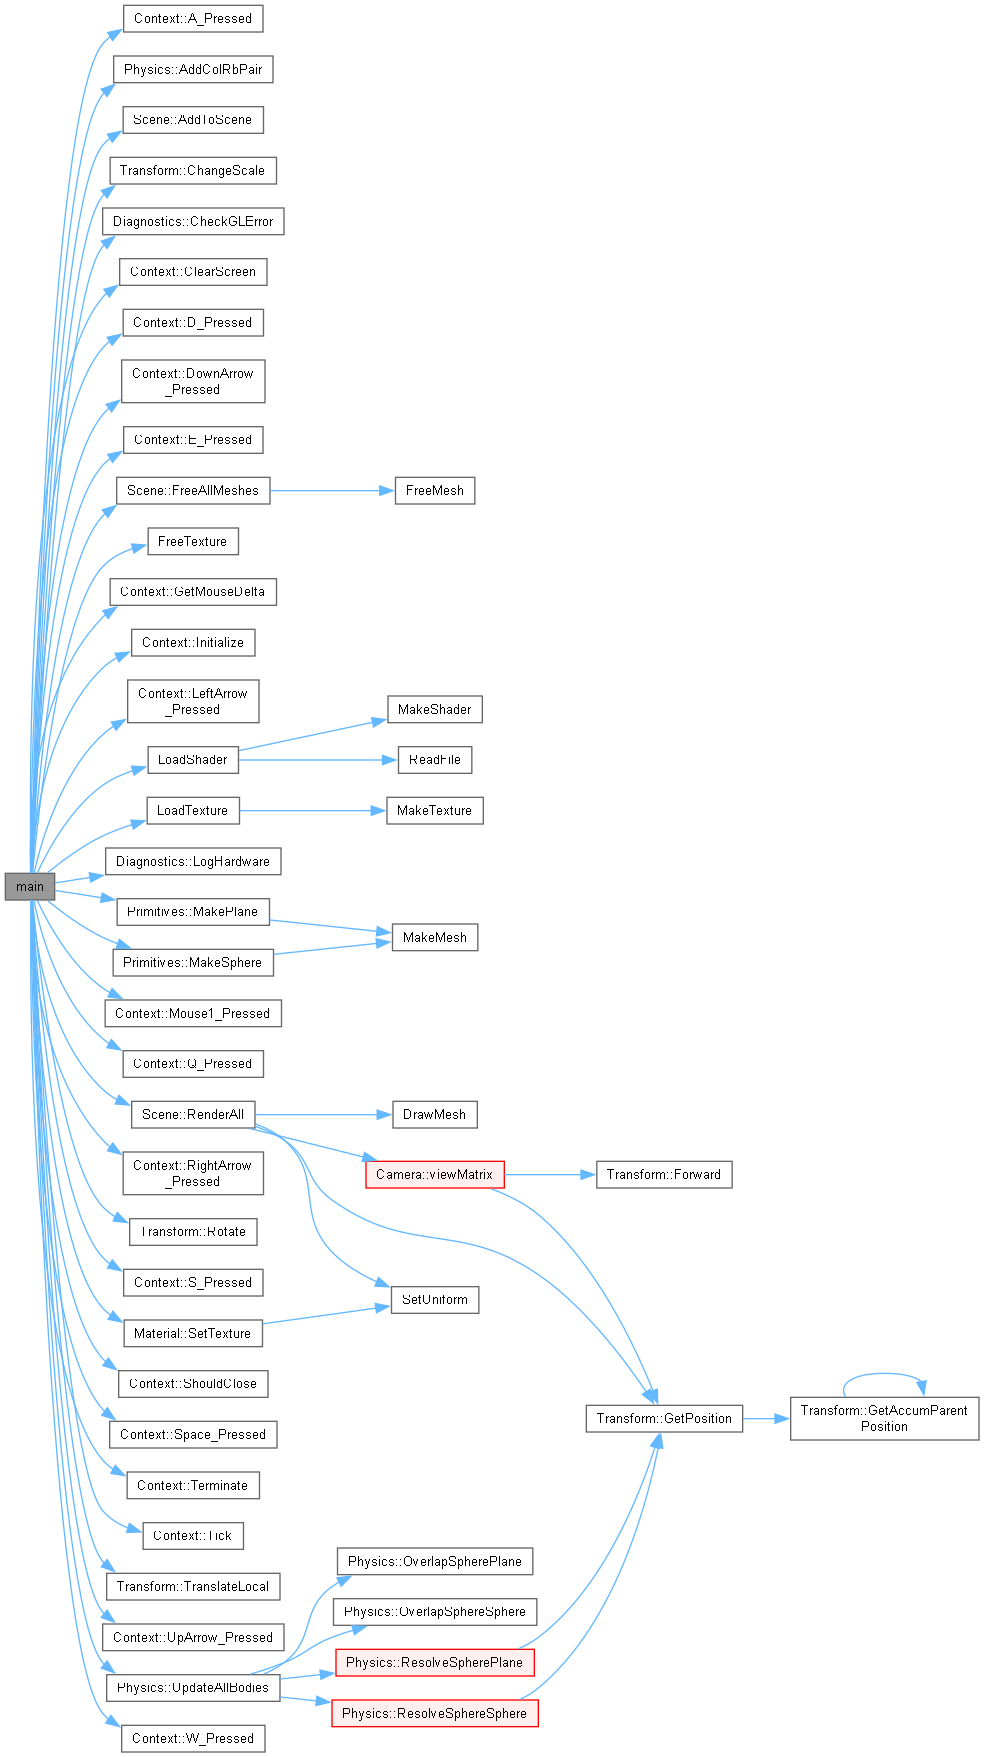 Context::A_Pressed
Physics::AddColRbPair
Scene::AddToScene
Transform::ChangeScale
Diagnostics::CheckGLError
Context::ClearScreen
Context::D_Pressed
Context::DownArrow
_Pressed
Context::E_Pressed
Scene::FreeAllMeshes
FreeMesh
FreeTexture
Context::GetMouseDelta
Context::Initialize
Context::LeftArrow
_Pressed
MakeShader
LoadShader
ReadFile
LoadTexture
MakeTexture
Diagnostics::LogHardware
main
Primitives::MakePlane
MakeMesh
Primitives::MakeSphere
Context::Mouse1_Pressed
Context::Q_Pressed
Scene::RenderAll
DrawMesh
Context::RightArrow
_Pressed
Camera::viewMatrix
Transform::Forward
Transform::Rotate
Context::S_Pressed
SetUniform
Material::SetTexture
Context::ShouldClose
Transform::GetPosition
Transform::GetAccumParent
Position
Context::Space_Pressed
Context::Terminate
Context::Tick
Physics::OverlapSpherePlane
Transform::TranslateLocal
Physics::OverlapSphereSphere
Context::UpArrow_Pressed
Physics::ResolveSpherePlane
Physics::UpdateAllBodies
Physics::ResolveSphereSphere
Context::W_Pressed